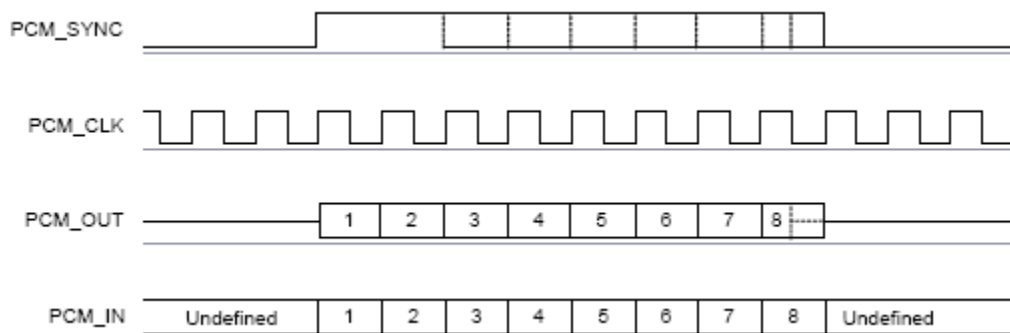 PCM_SYNC
PCM_CLK
PCM_OUT 1 2 3 4 5 6 7 8
PCM_IN Undefined 1 2 3 4 5 6 7 8 Undefined